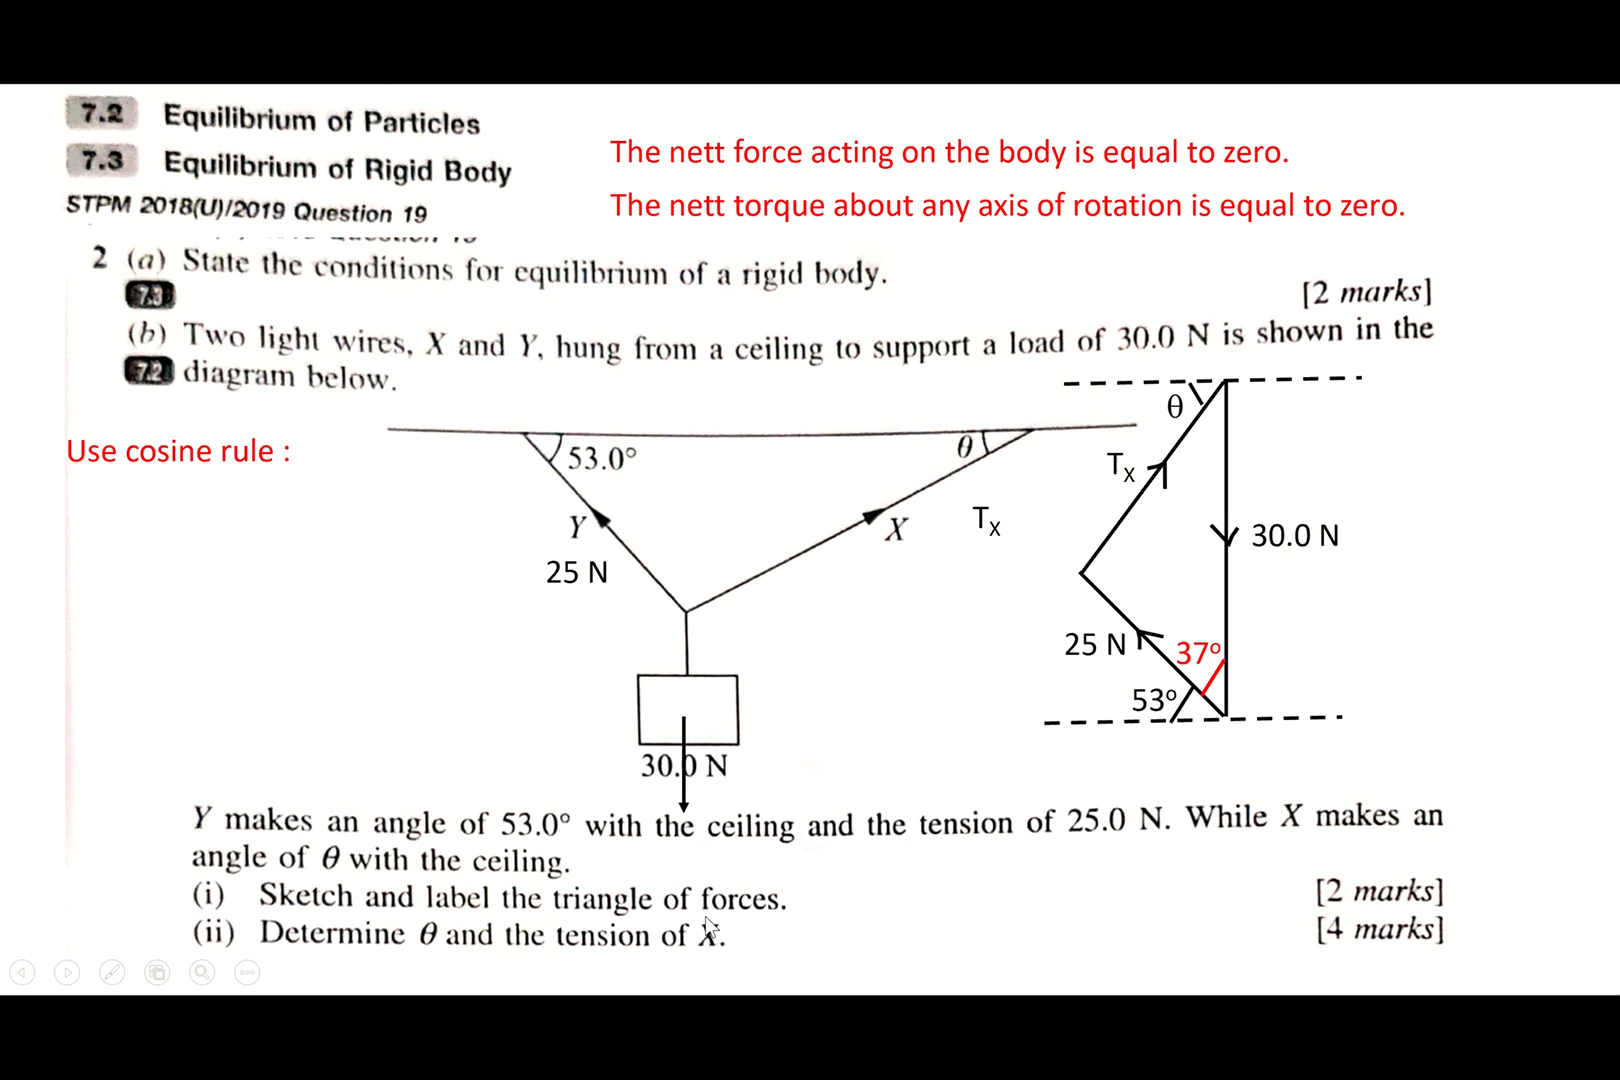 7.2 Equilibrium of Particles
7.3 Equilibrium of Rigid Body
STPM 2018(U)/2019 Question 19
The nett force acting on the body is equal to zero.
The nett torque about any axis of rotation is equal to zero.
2 (a) State the conditions for equilibrium of a rigid body.
7.3
[2 marks]
(b) Two light wires, X and Y, hung from a ceiling to support a load of 30.0 N is shown in the
7.2 diagram below.
Use cosine rule :
53.0°
θ
Y
25 N
X
Tx
30.0 N
θ
Tx
30.0 N
25 N
37°
53°
Y makes an angle of 53.0° with the ceiling and the tension of 25.0 N. While X makes an
angle of θ with the ceiling.
(i) Sketch and label the triangle of forces. [2 marks]
(ii) Determine θ and the tension of X. [4 marks]